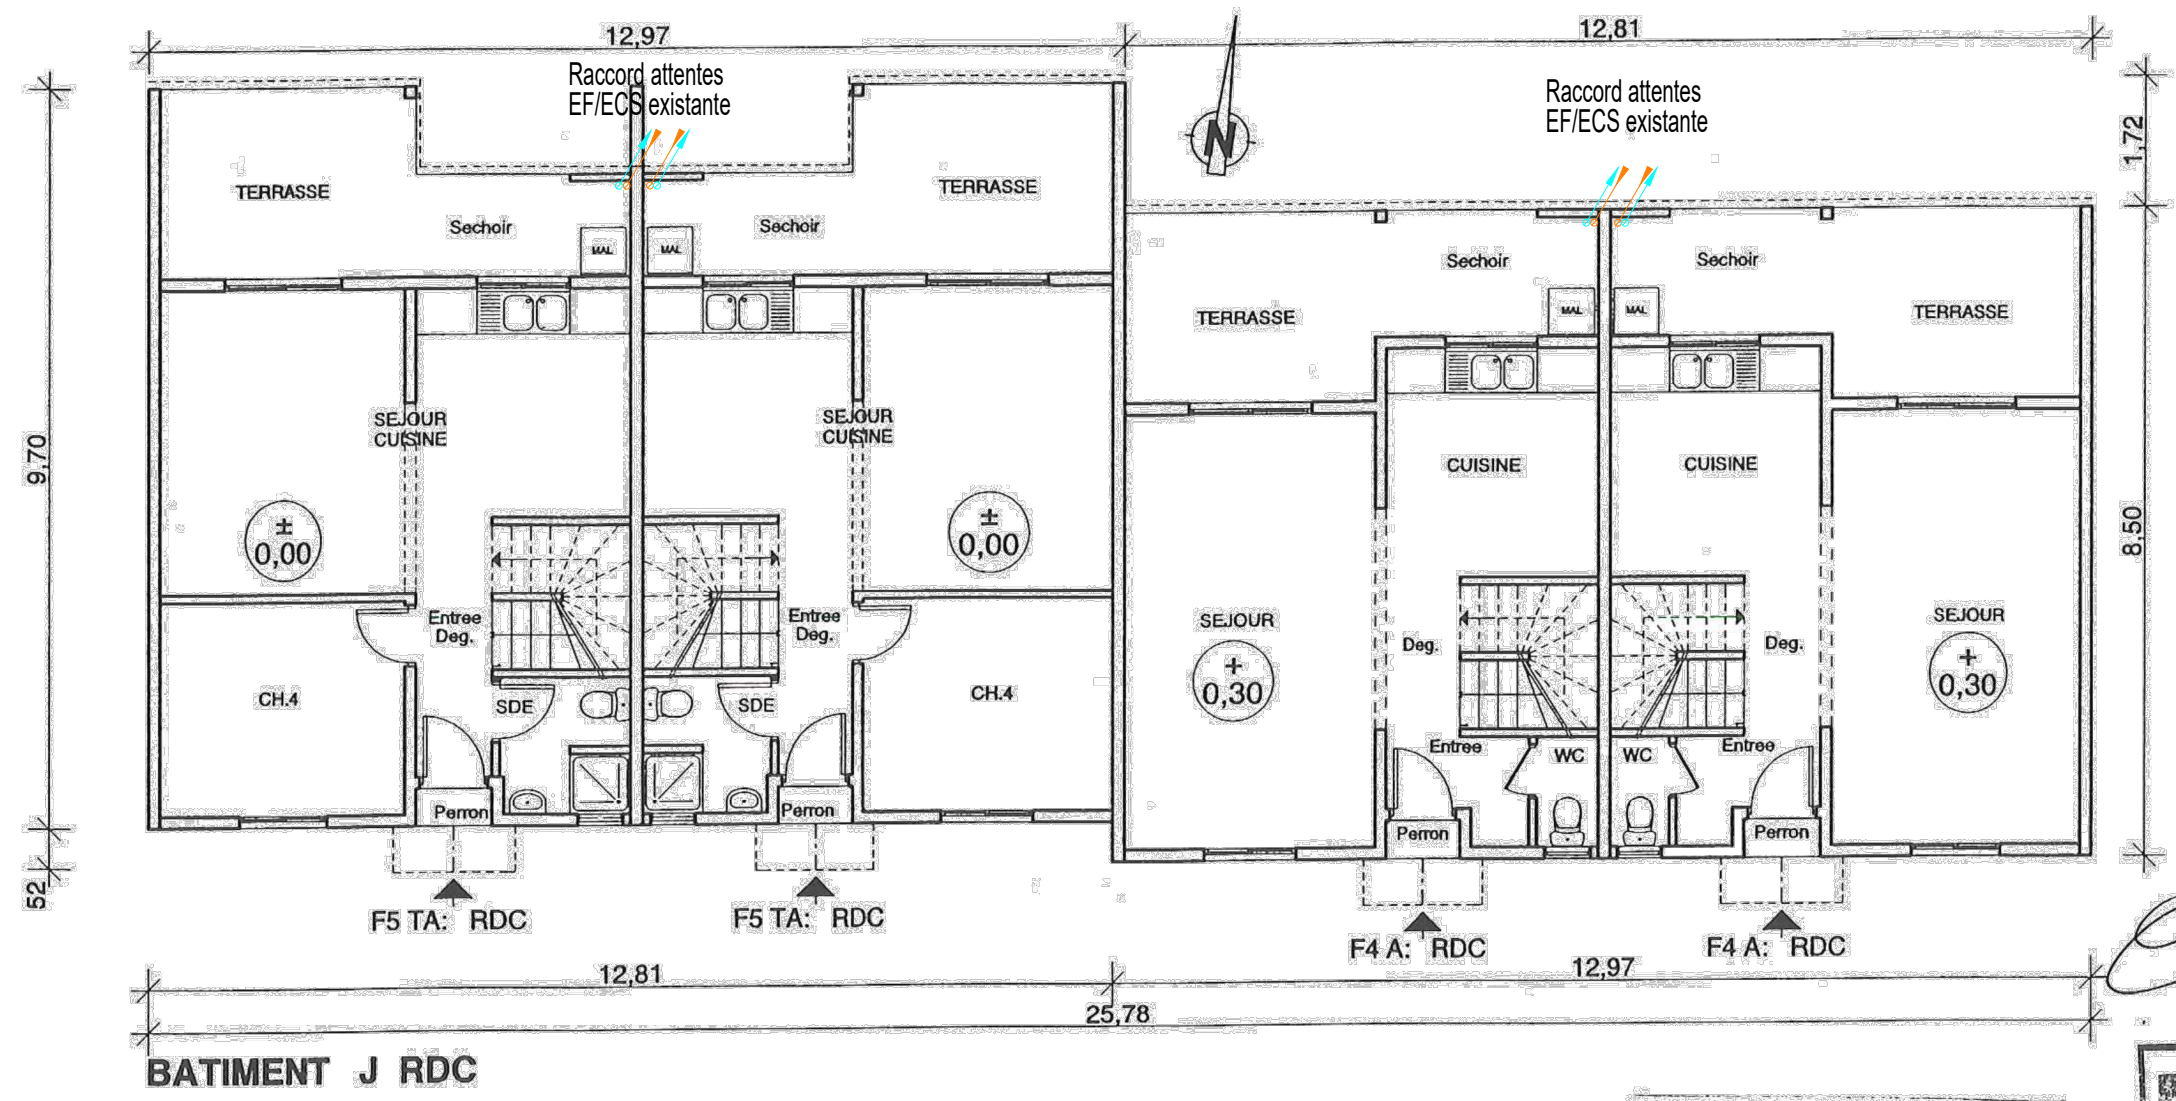 12,97
12,81
Raccord attentes
EF/ECS existante
Raccord attentes
EF/ECS existante
N
1,72
TERRASSE
TERRASSE
Sechoir
Sechoir
MAL
MAL
Sechoir
Sechoir
MAL
MAL
TERRASSE
TERRASSE
SEJOUR
CUISINE
SEJOUR
CUISINE
9,70
CUISINE
CUISINE
8,50
±
0,00
±
0,00
Entree
Deg.
Entree
Deg.
SEJOUR
SEJOUR
Deg.
Deg.
+
0,30
+
0,30
CH.4
SDE
SDE
CH.4
Entree
WC
WC
Entree
Perron
Perron
Perron
Perron
52
F5 TA: RDC
F5 TA: RDC
F4 A: RDC
F4 A: RDC
12,81
12,97
25,78
BATIMENT J RDC